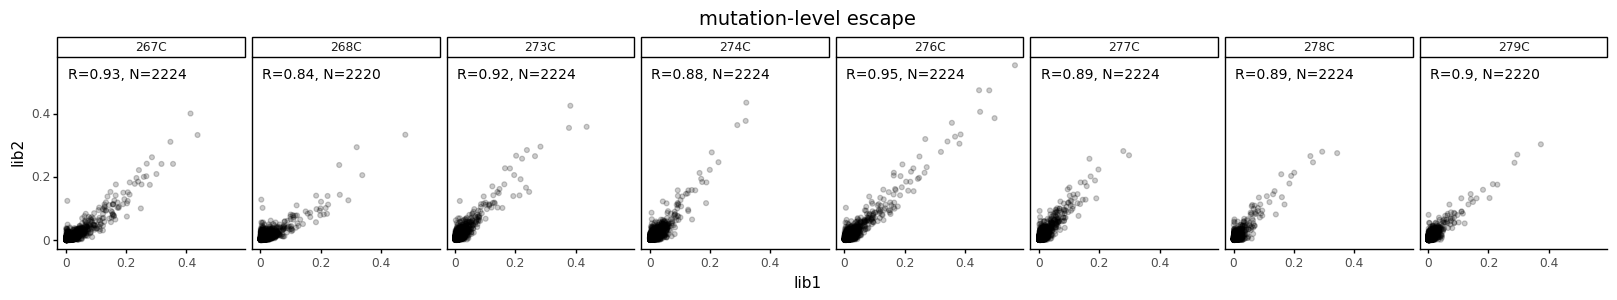 mutation-level escape
267C 268C 273C 274C 276C 277C 278C 279C
R=0.93, N=2224 R=0.84, N=2220 R=0.92, N=2224 R=0.88, N=2224 R=0.95, N=2224 R=0.89, N=2224 R=0.89, N=2224 R=0.9, N=2220
0.4
0.2
0
lib2
0 0.2 0.4 0 0.2 0.4 0 0.2 0.4 0 0.2 0.4 0 0.2 0.4 0 0.2 0.4 0 0.2 0.4 0 0.2 0.4
lib1